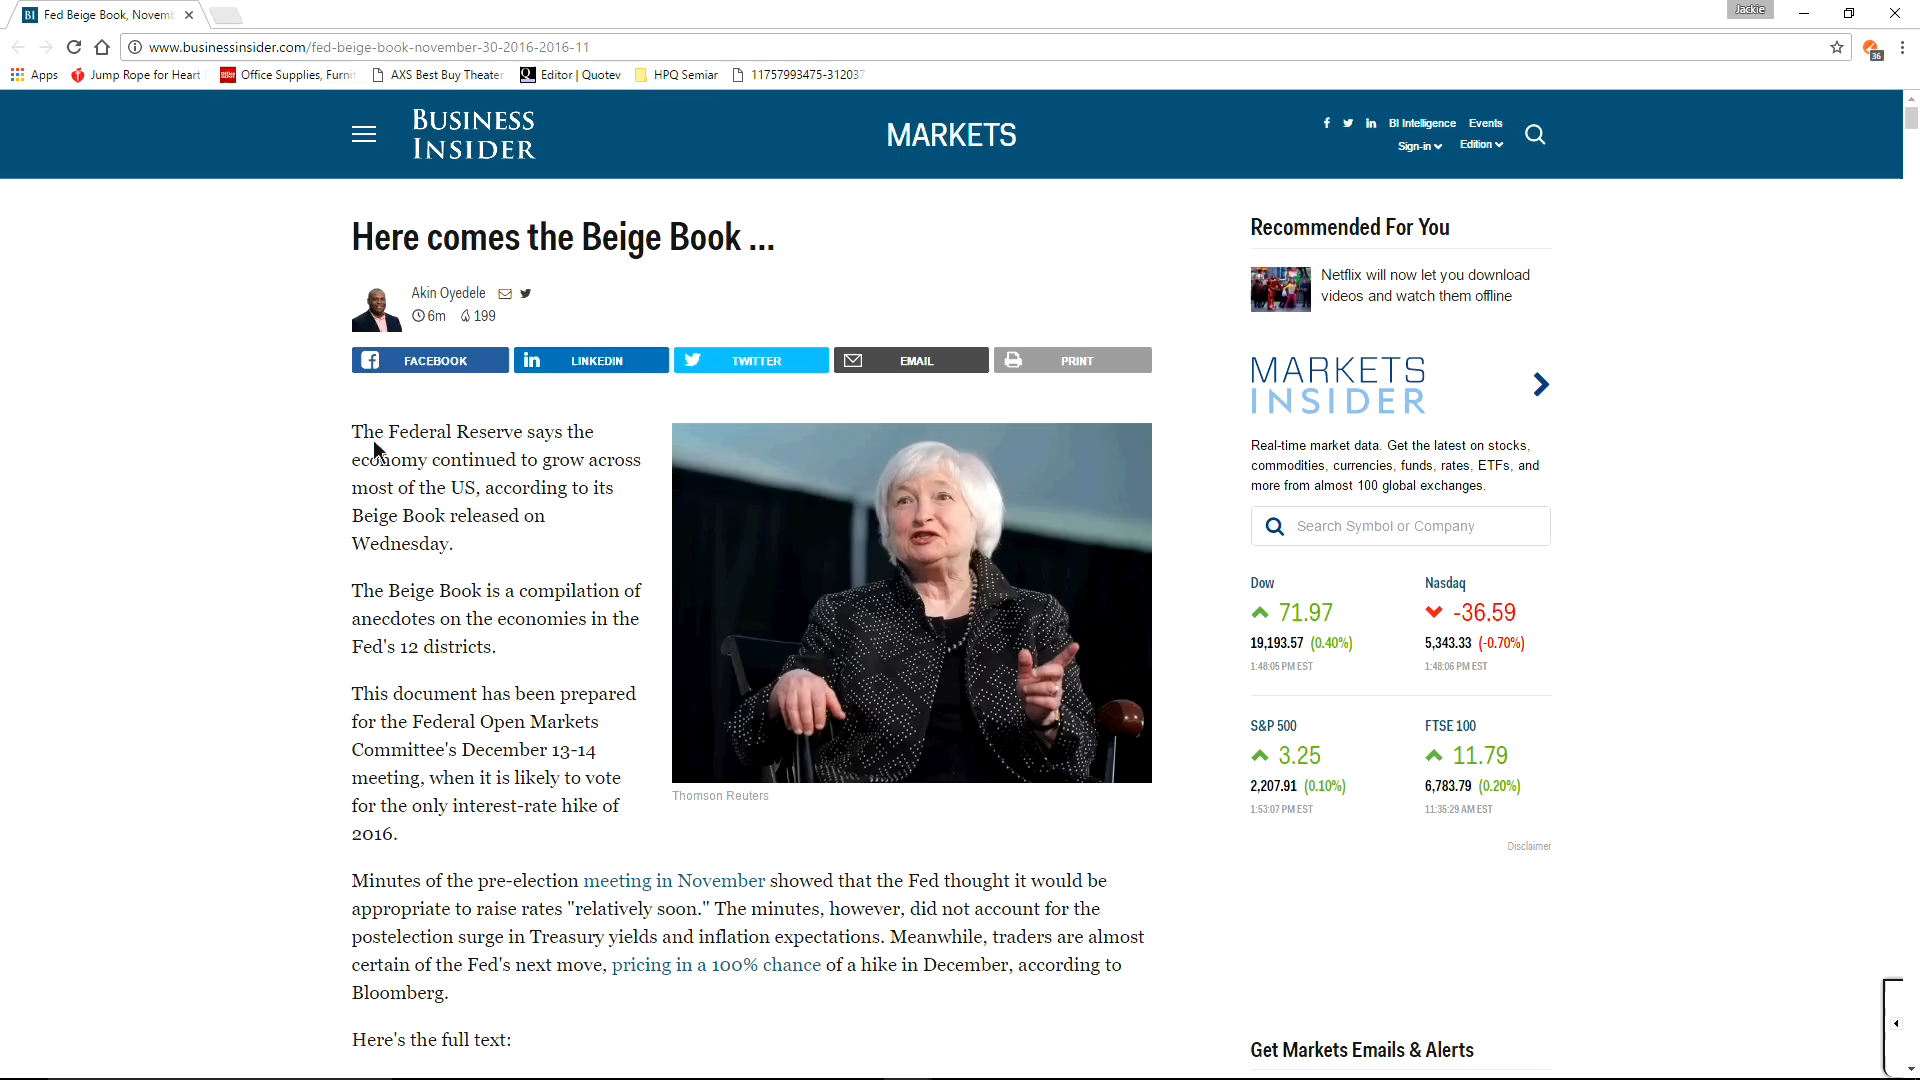 Fed Beige Book, Novem
Jackie
www.businessinsider.com/fed-beige-book-november-30-2016-2016-11
36
Apps
Jump Rope for Heart
Office Supplies, Furni
AXS Best Buy Theater
Editor | Quotev
HPQ Semiar
11757993475-312037
BUSINESS
INSIDER
MARKETS
BI Intelligence Events
Sign-in Edition
Here comes the Beige Book ...
Akin Oyedele
6m 199
FACEBOOK
LINKEDIN
TWITTER
EMAIL
PRINT
The Federal Reserve says the
economy continued to grow across
most of the US, according to its
Beige Book released on
Wednesday.
The Beige Book is a compilation of
anecdotes on the economies in the
Fed's 12 districts.
This document has been prepared
for the Federal Open Markets
Committee's December 13-14
meeting, when it is likely to vote
for the only interest-rate hike of
2016.
Thomson Reuters
Minutes of the pre-election meeting in November showed that the Fed thought it would be
appropriate to raise rates "relatively soon." The minutes, however, did not account for the
postelection surge in Treasury yields and inflation expectations. Meanwhile, traders are almost
certain of the Fed's next move, pricing in a 100% chance of a hike in December, according to
Bloomberg.
Here's the full text:
Recommended For You
Netflix will now let you download
videos and watch them offline
MARKETS
INSIDER
Real-time market data. Get the latest on stocks,
commodities, currencies, funds, rates, ETFs, and
more from almost 100 global exchanges.
Search Symbol or Company
Dow
71.97
19,193.57 (0.40%)
1:48:05 PM EST
Nasdaq
-36.59
5,343.33 (-0.70%)
1:48:06 PM EST
S&P 500
3.25
2,207.91 (0.10%)
1:53:07 PM EST
FTSE 100
11.79
6,783.79 (0.20%)
11:35:29 AM EST
Disclaimer
Get Markets Emails & Alerts